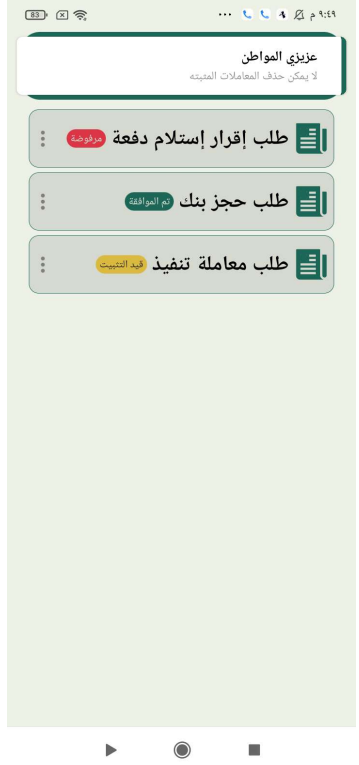 ٩:٤٩ م
83
عزيزي المواطن
لا يمكن حذف المعاملات المثبته
طلب إقرار إستلام دفعة مرفوضة
طلب حجز بنك تم الموافقة
طلب معاملة تنفيذ قيد التثبيت